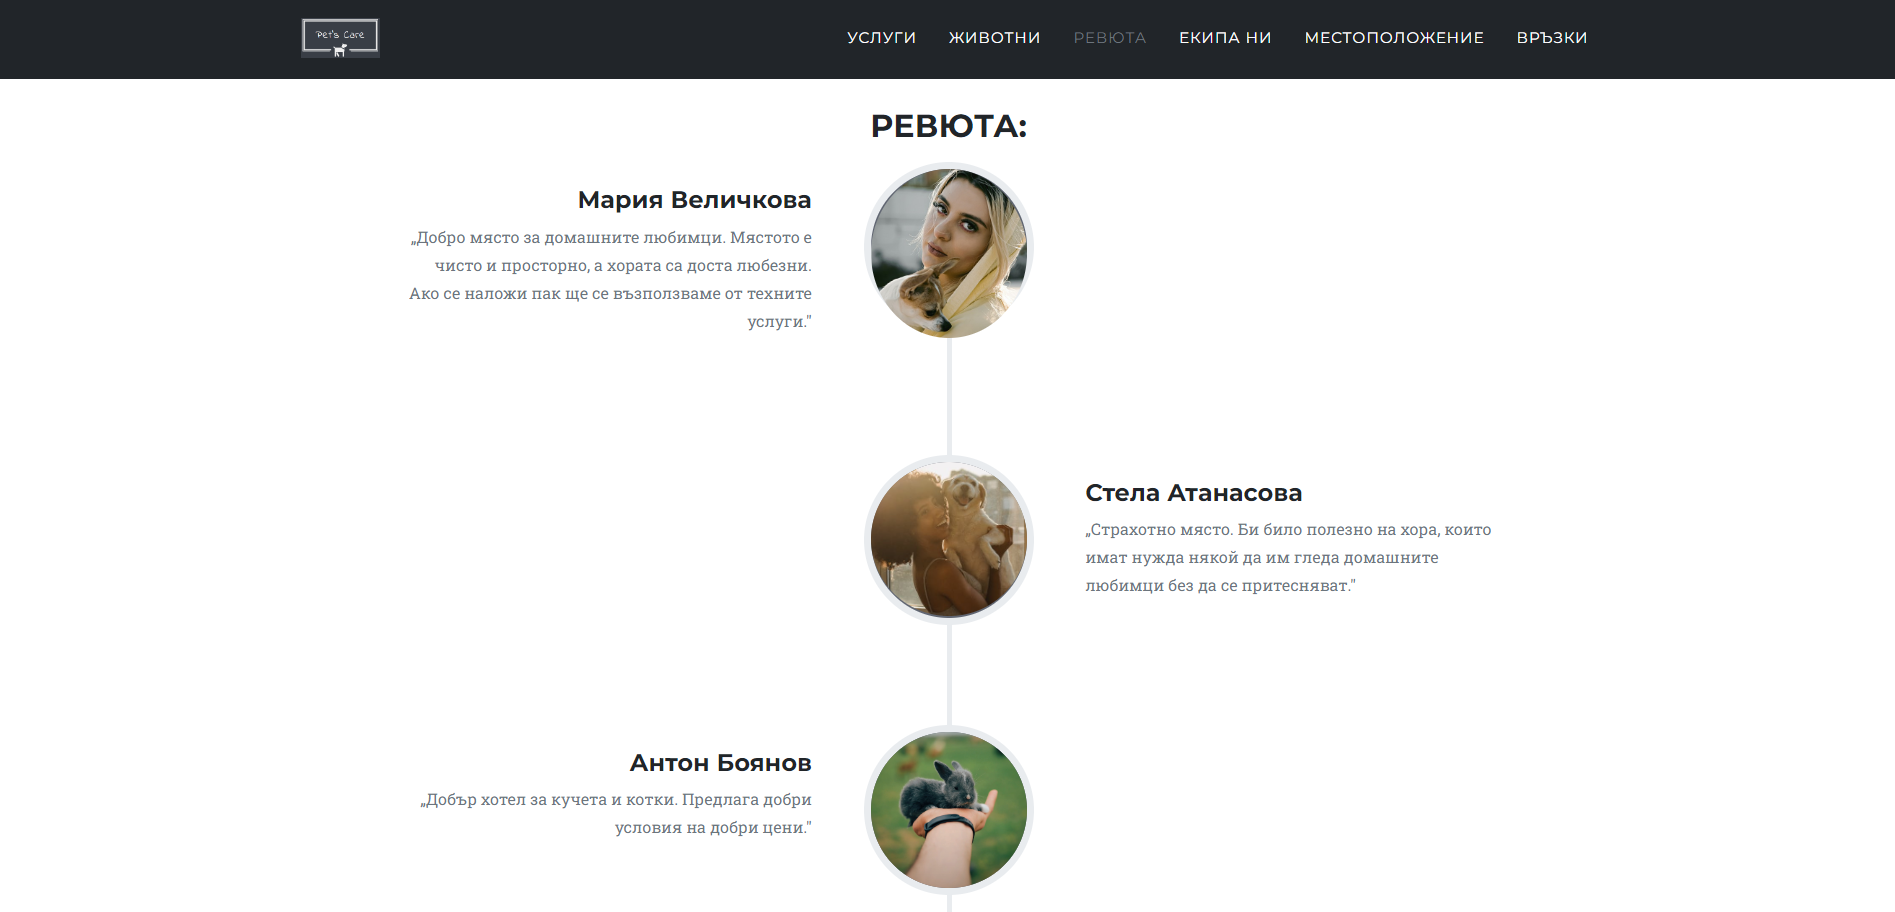 Pet's Care
УСЛУГИ ЖИВОТНИ РЕВЮТА ЕКИПА НИ МЕСТОПОЛОЖЕНИЕ ВРЪЗКИ
РЕВЮТА:
Мария Величкова
„Добро място за домашните любимци. Мястото е
чисто и просторно, а хората са доста любезни.
Ако се наложи пак ще се възползваме от техните
услуги."
Стела Атанасова
„Страхотно място. Би било полезно на хора, които
имат нужда някой да им гледа домашните
любимци без да се притесняват."
Антон Боянов
„Добър хотел за кучета и котки. Предлага добри
условия на добри цени."